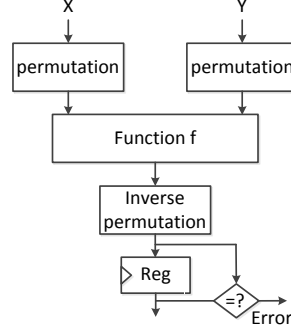 X Y
permutation permutation
Function f
Inverse
permutation
Reg
=?
Error